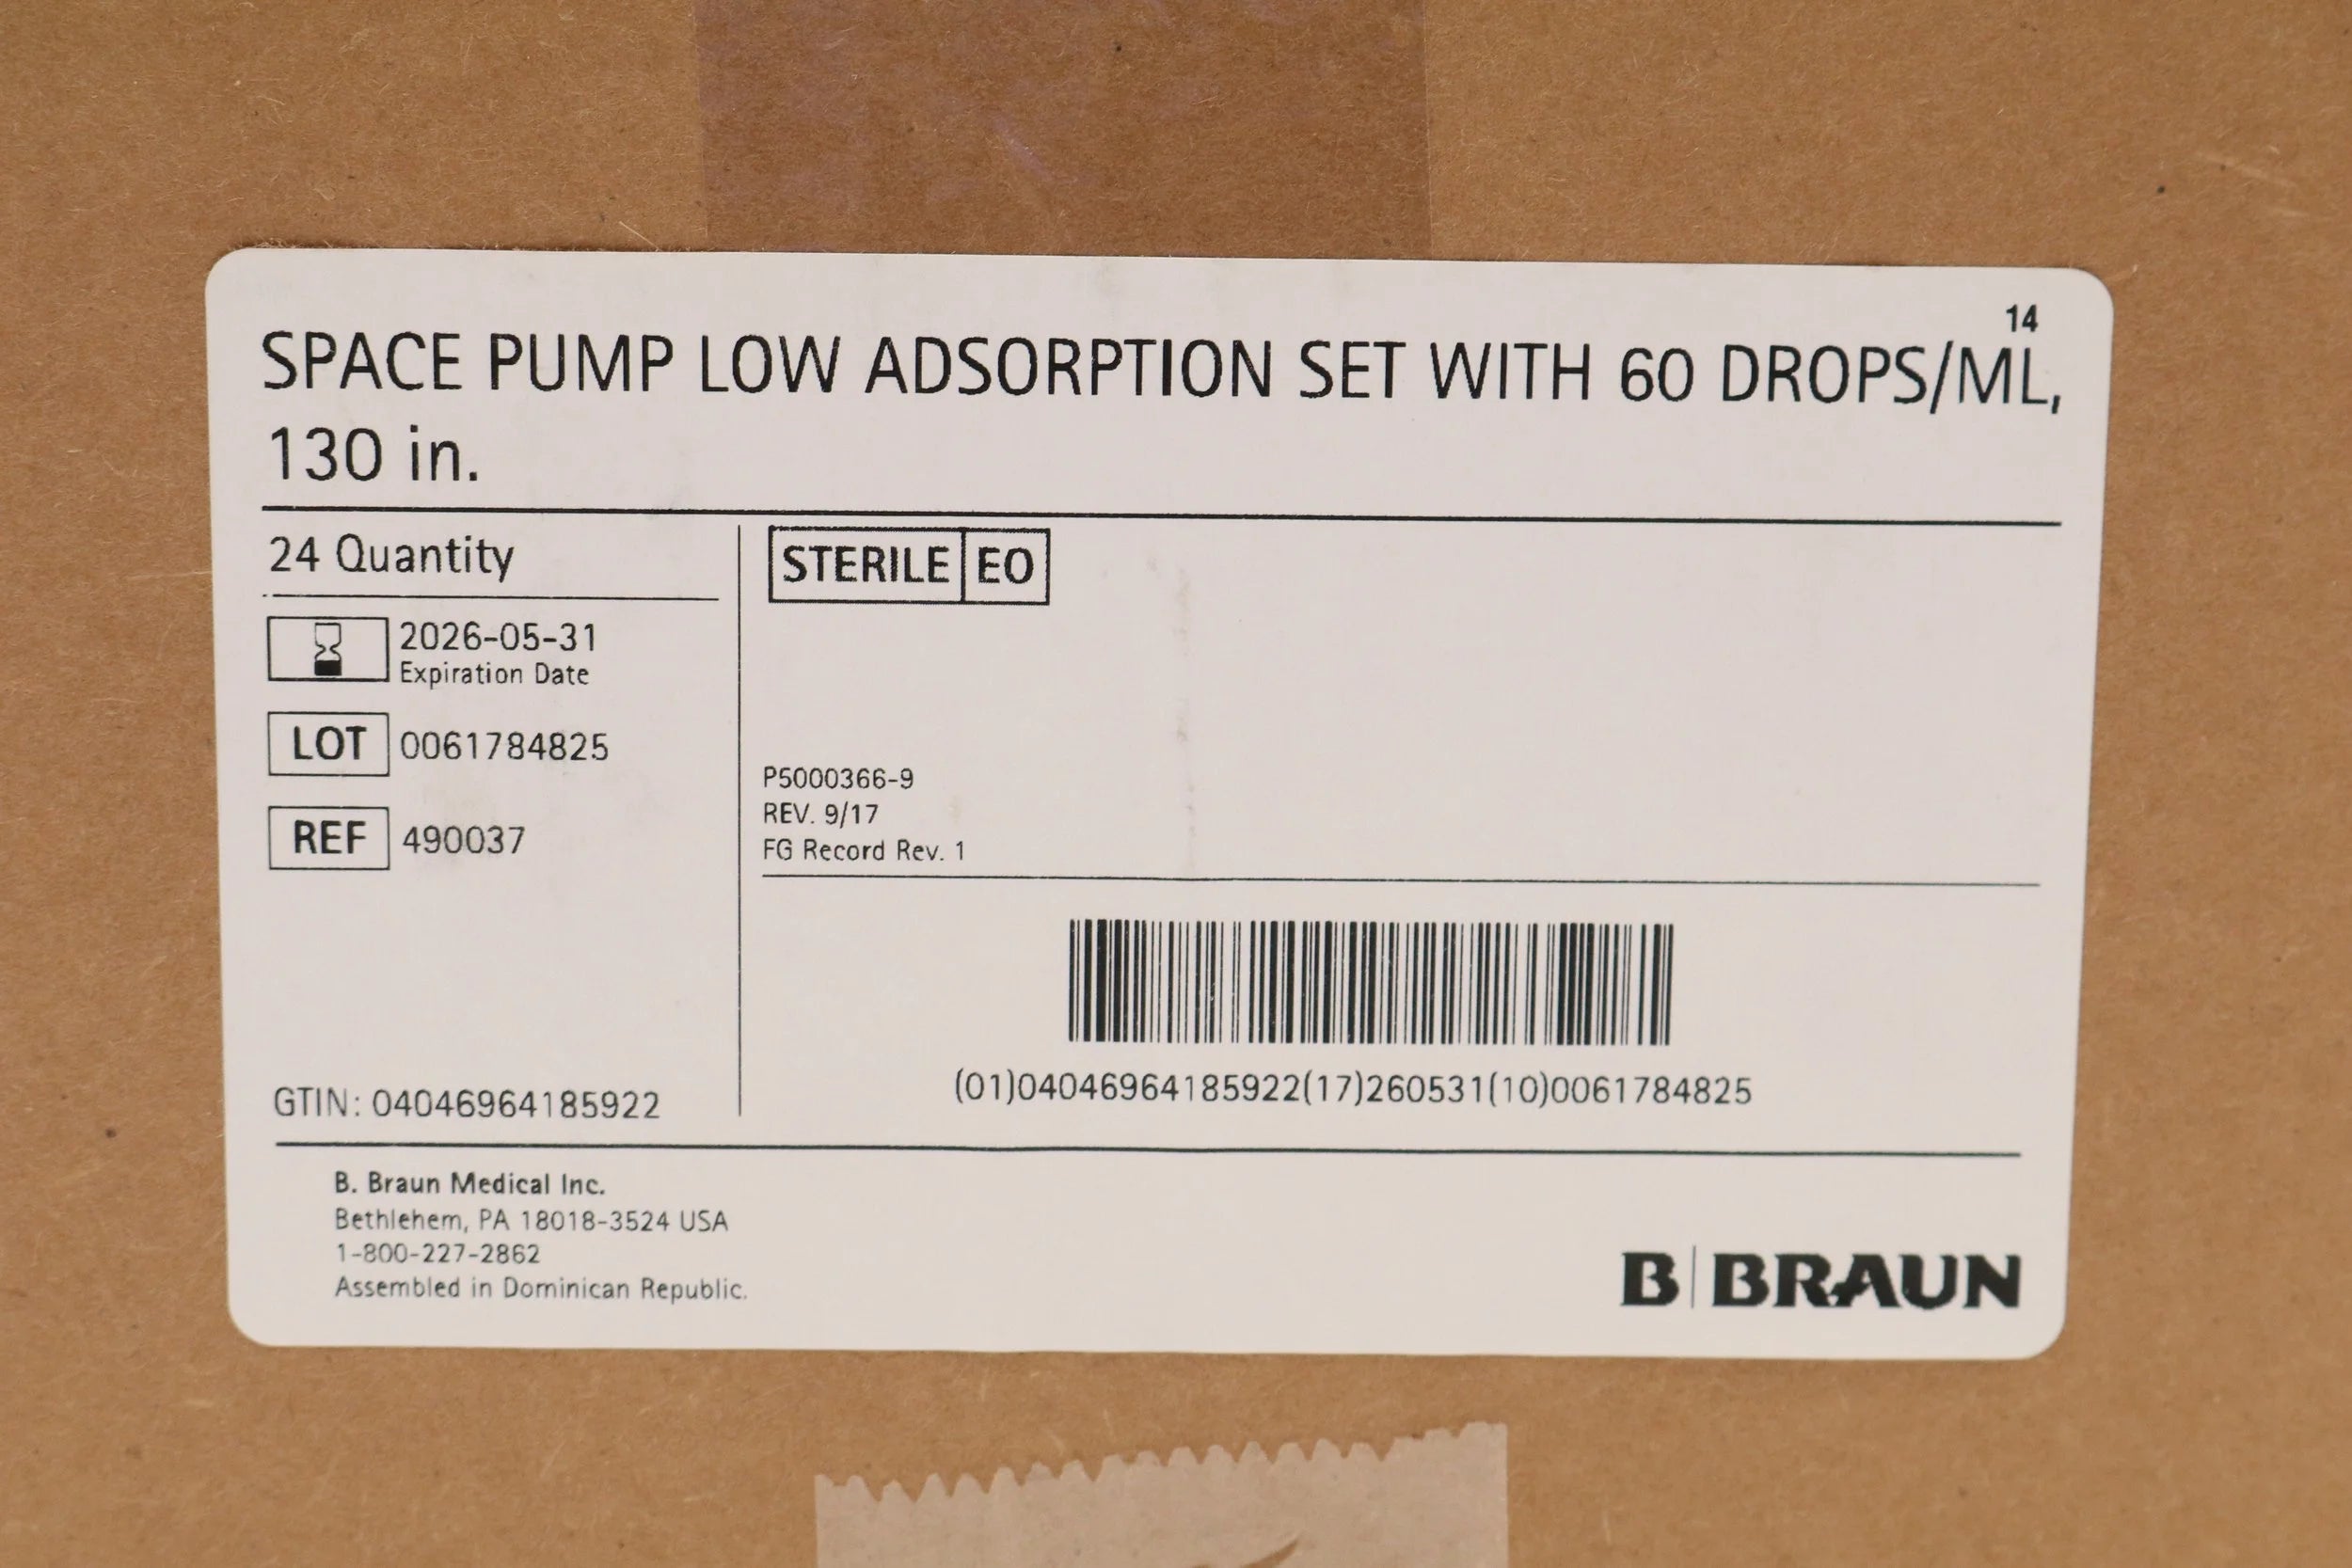 14
SPACE PUMP LOW ADSORPTION SET WITH 60 DROPS/ML,
130 in.
24 Quantity
STERILE EO
2026-05-31
Expiration Date
LOT 0061784825
REF 490037
P5000366-9
REV. 9/17
FG Record Rev. 1
GTIN: 04046964185922
(01)04046964185922(17)260531(10)0061784825
B. Braun Medical Inc.
Bethlehem, PA 18018-3524 USA
1-800-227-2862
Assembled in Dominican Republic.
B BRAUN